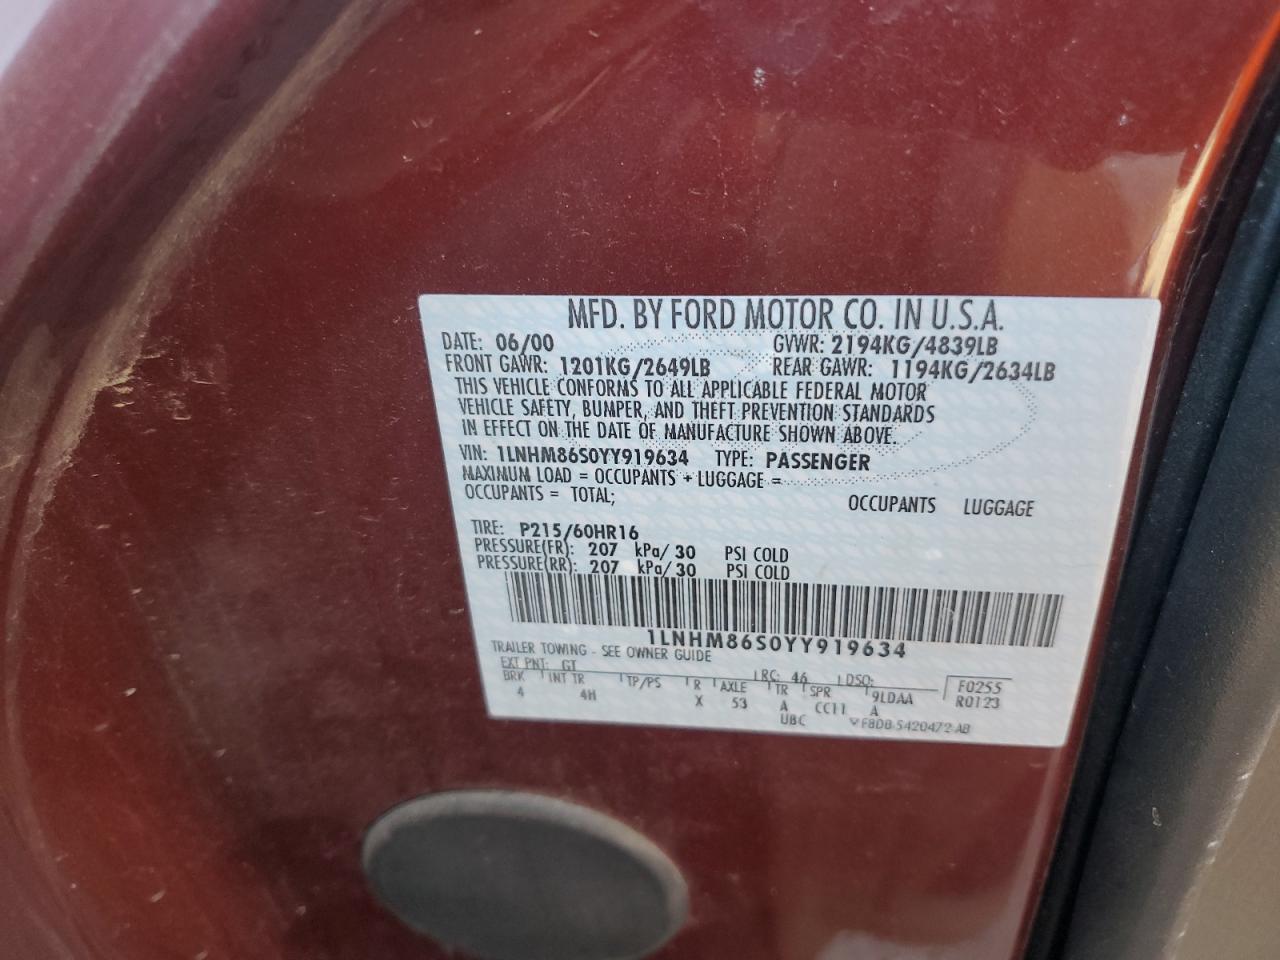 MFD. BY FORD MOTOR CO. IN U.S.A.
DATE: 06/00 GVWR: 2194KG/4839LB
FRONT GAWR: 1201KG/2649LB REAR GAWR: 1194KG/2634LB
THIS VEHICLE CONFORMS TO ALL APPLICABLE FEDERAL MOTOR
VEHICLE SAFETY, BUMPER, AND THEFT PREVENTION STANDARDS
IN EFFECT ON THE DATE OF MANUFACTURE SHOWN ABOVE.
VIN: 1LNHM86S0YY919634 TYPE: PASSENGER
MAXIMUM LOAD = OCCUPANTS + LUGGAGE =
OCCUPANTS = TOTAL; OCCUPANTS LUGGAGE
TIRE: P215/60HR16
PRESSURE(FR): 207 kPa/ 30 PSI COLD
PRESSURE(RR): 207 kPa/ 30 PSI COLD
1LNHM86S0YY919634
TRAILER TOWING - SEE OWNER GUIDE
EXT PNT: GT RC: 46 DSO: F0255
BRK INT TR TP/PS R AXLE TR SPR 9LDAA R0123
4 4H X 53 A CC11 A
UBC F8DB-5420472-AB